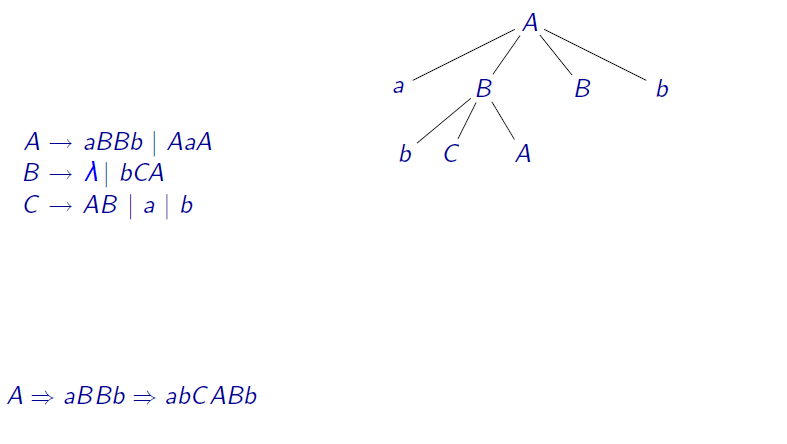 A
a B B b
b C A
A → aBBb | AaA
B → λ | bCA
C → AB | a | b
A ⇒ aBBb ⇒ abCABb